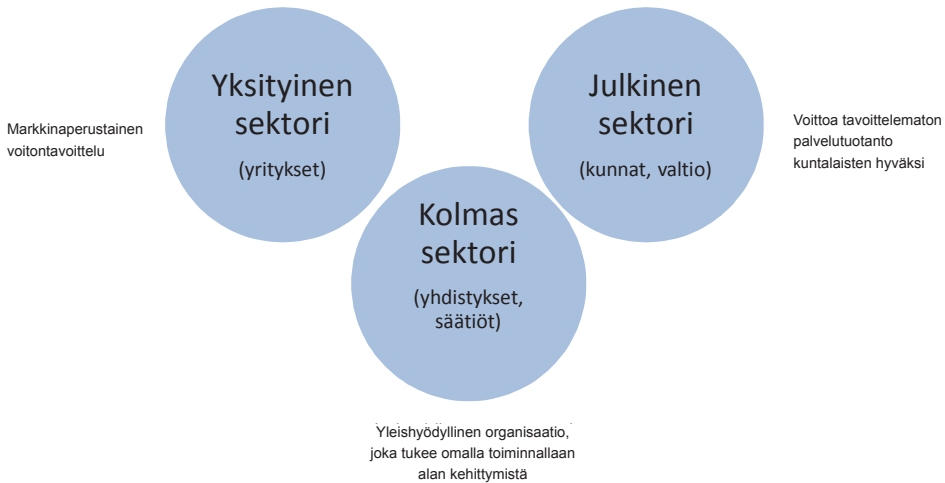 Yksityinen
sektori
(yritykset)
Markkinaperustainen
voitontavoittelu
Julkinen
sektori
(kunnat, valtio)
Voittoa tavoittelematon
palvelutuotanto
kuntalaisten hyväksi
Kolmas
sektori
(yhdistykset,
säätiöt)
Yleishyödyllinen organisaatio,
joka tukee omalla toiminnallaan
alan kehittymistä